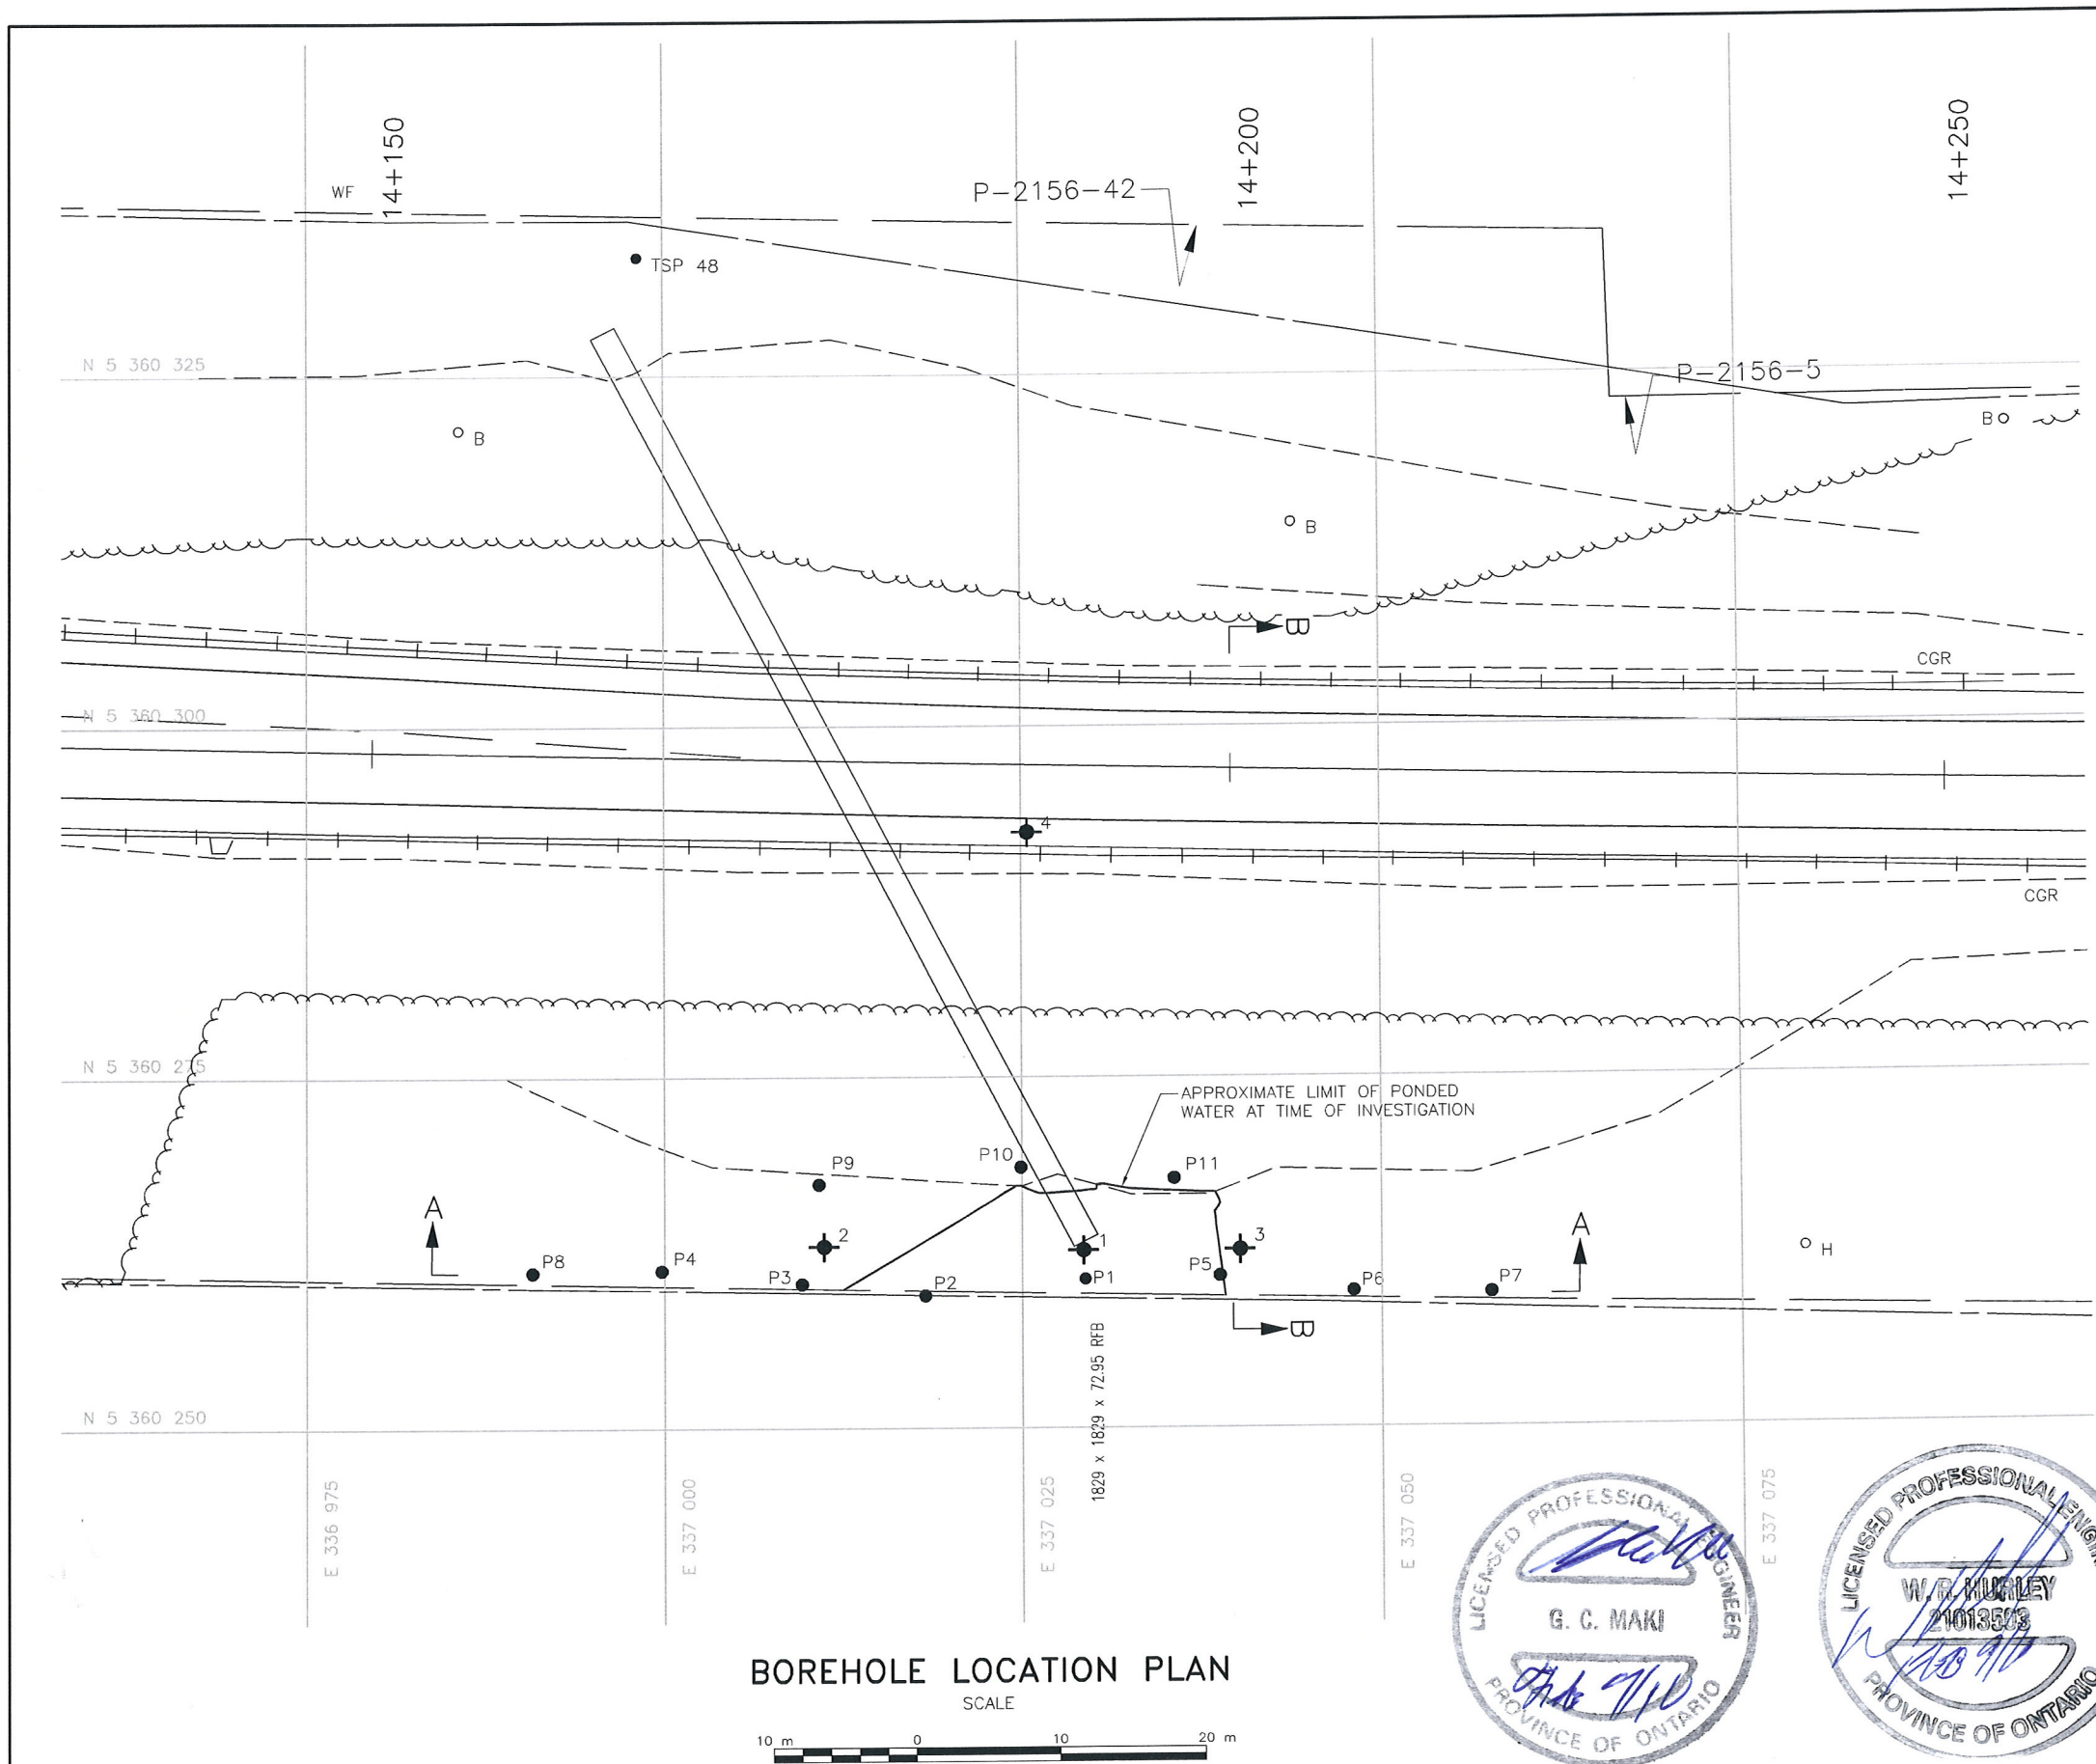 14+150
14+200
14+250
WF
P-2156-42
TSP 48
N 5 360 325
P-2156-5
B
B
B
B
CGR
N 5 360 300
4
CGR
N 5 360 275
APPROXIMATE LIMIT OF PONDED
WATER AT TIME OF INVESTIGATION
P9
P10
P11
A
A
2
1
3
H
P8
P4
P3
P2
P1
P5
P6
P7
B
1829 x 1829 x 72.95 RFB
N 5 360 250
E 336 975
E 337 000
E 337 025
E 337 050
E 337 075
LICENSED PROFESSIONAL ENGINEER
G. C. MAKI
PROVINCE OF ONTARIO
LICENSED PROFESSIONAL
W. R. HURLEY
PROVINCE OF ONTARIO
BOREHOLE LOCATION PLAN
SCALE
10 m 0 10 20 m